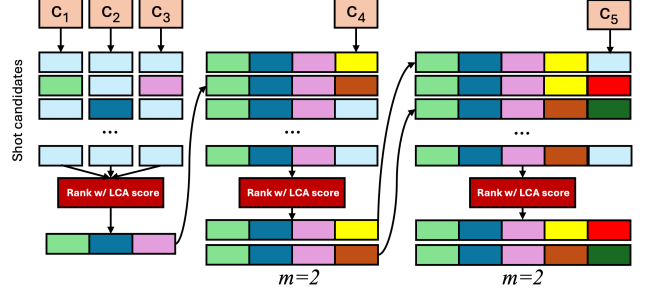 C1 C2 C3 C4 C5
Shot candidates
... ... ...
Rank w/ LCA score Rank w/ LCA score Rank w/ LCA score
m=2 m=2